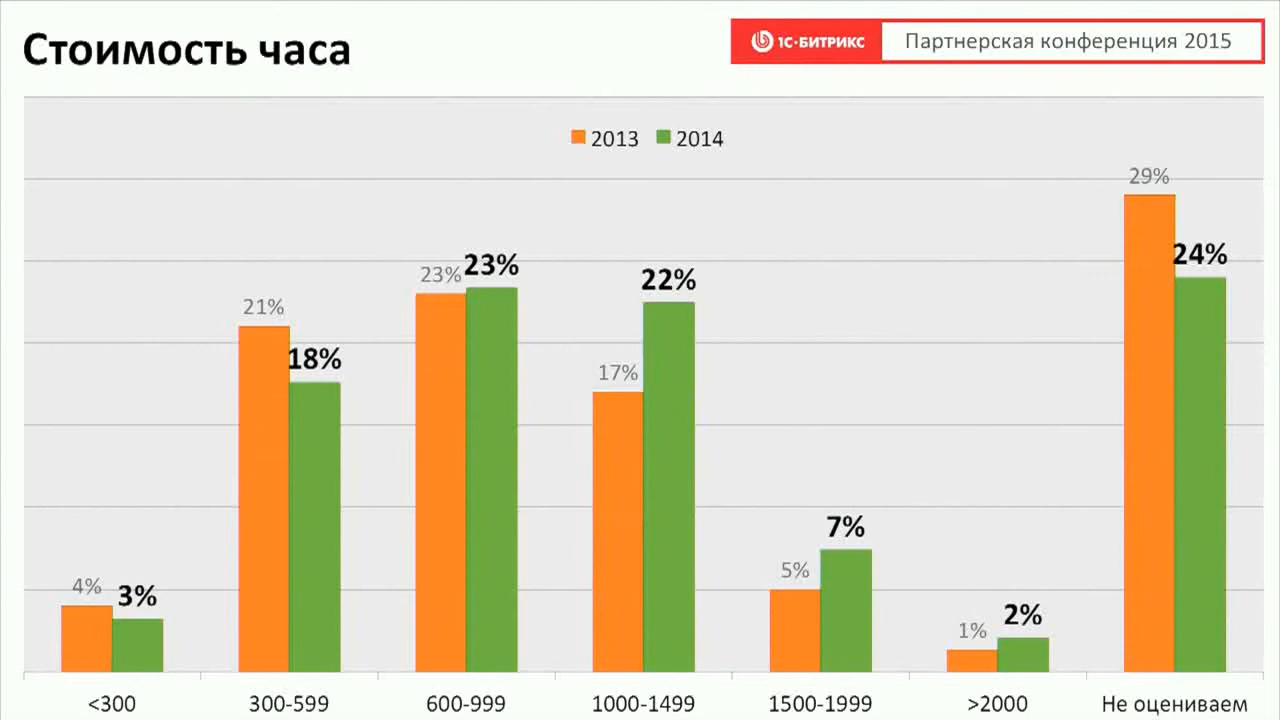 Стоимость часа
1С·БИТРИКС
Партнерская конференция 2015
2013 2014
4% 3% 21% 18% 23% 23% 17% 22% 5% 7% 1% 2% 29% 24%
<300 300-599 600-999 1000-1499 1500-1999 >2000 Не оцениваем